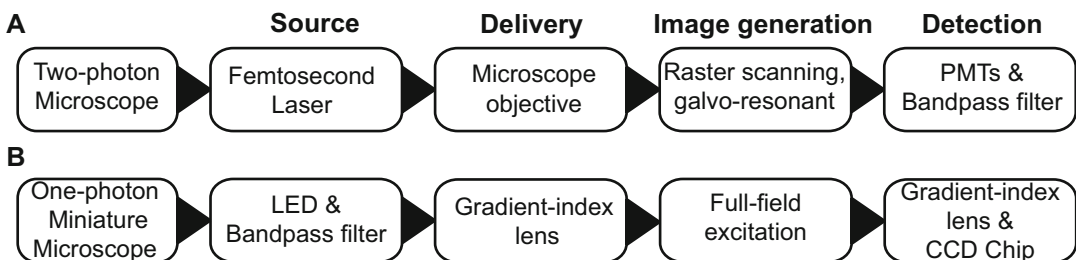 A
Source Delivery Image generation Detection
Two-photon
Microscope
Femtosecond
Laser
Microscope
objective
Raster scanning,
galvo-resonant
PMTs &
Bandpass filter
B
One-photon
Miniature
Microscope
LED &
Bandpass filter
Gradient-index
lens
Full-field
excitation
Gradient-index
lens &
CCD Chip